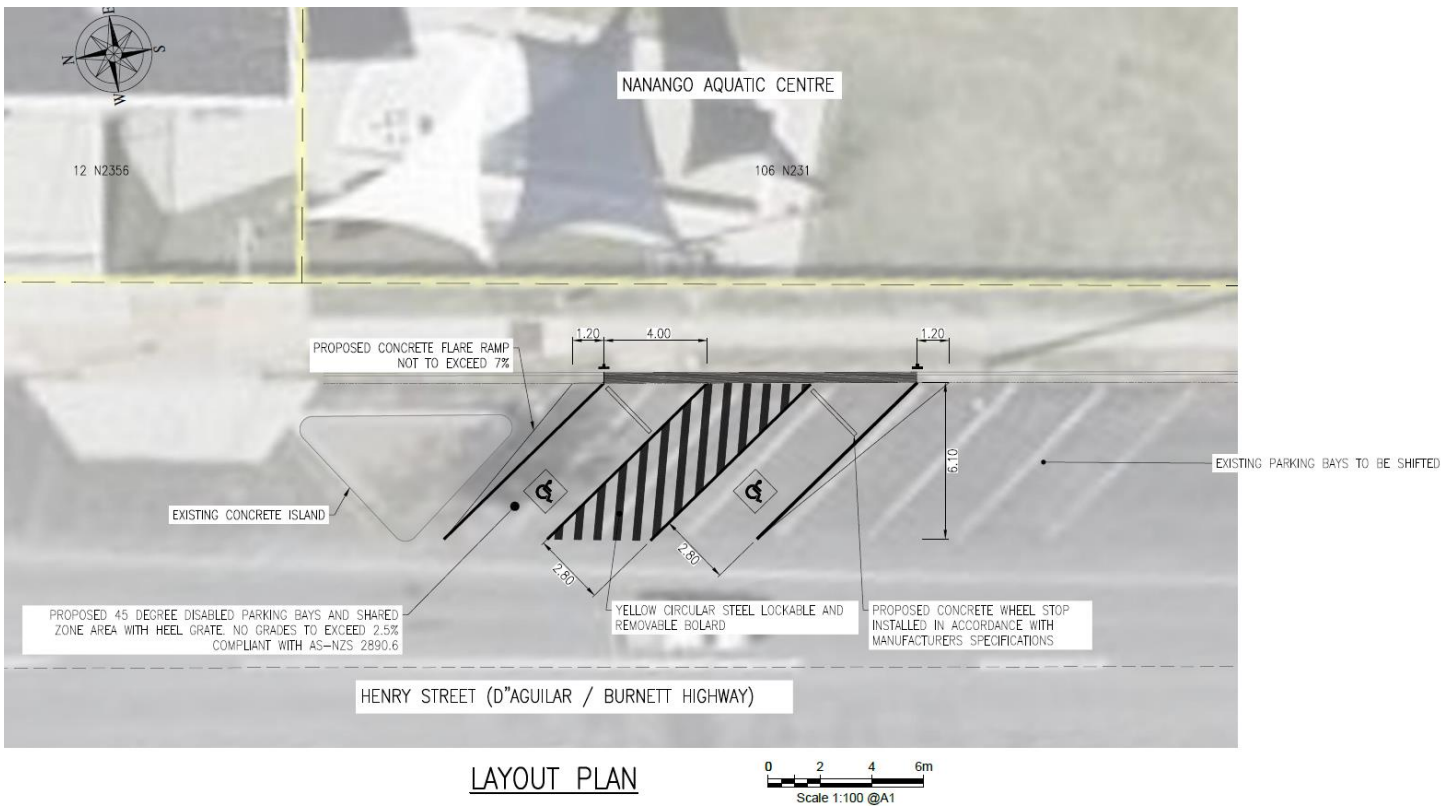 E
N
S
W
NANANGO AQUATIC CENTRE
12 N2356
106 N231
1.20
4.00
1.20
PROPOSED CONCRETE FLARE RAMP
NOT TO EXCEED 7%
6.10
EXISTING PARKING BAYS TO BE SHIFTED
EXISTING CONCRETE ISLAND
2.80
2.80
PROPOSED 45 DEGREE DISABLED PARKING BAYS AND SHARED
ZONE AREA WITH HEEL GRATE. NO GRADES TO EXCEED 2.5%
COMPLIANT WITH AS-NZS 2890.6
YELLOW CIRCULAR STEEL LOCKABLE AND
REMOVABLE BOLARD
PROPOSED CONCRETE WHEEL STOP
INSTALLED IN ACCORDANCE WITH
MANUFACTURERS SPECIFICATIONS
HENRY STREET (D"AGUILAR / BURNETT HIGHWAY)
LAYOUT PLAN
0 2 4 6m
Scale 1:100 @A1